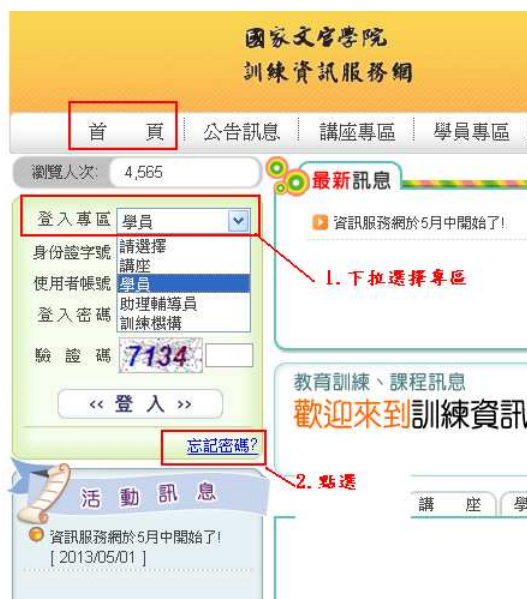 國家文官學院
訓練資訊服務網
首 頁
公告訊息
講座專區
學員專區
瀏覽人次: 4,565
最新訊息
登入專區 學員
資訊服務網於5月中開始了!
身份證字號
請選擇
講座
使用者帳號
學員
1. 下拉選擇專區
登入密碼
助理輔導員
訓練機構
驗 證 碼 7134
教育訓練、課程訊息
<< 登 入 >>
歡迎來到訓練資訊
忘記密碼?
2. 點選
活 動 訊 息
講 座
資訊服務網於5月中開始了!
[ 2013/05/01 ]